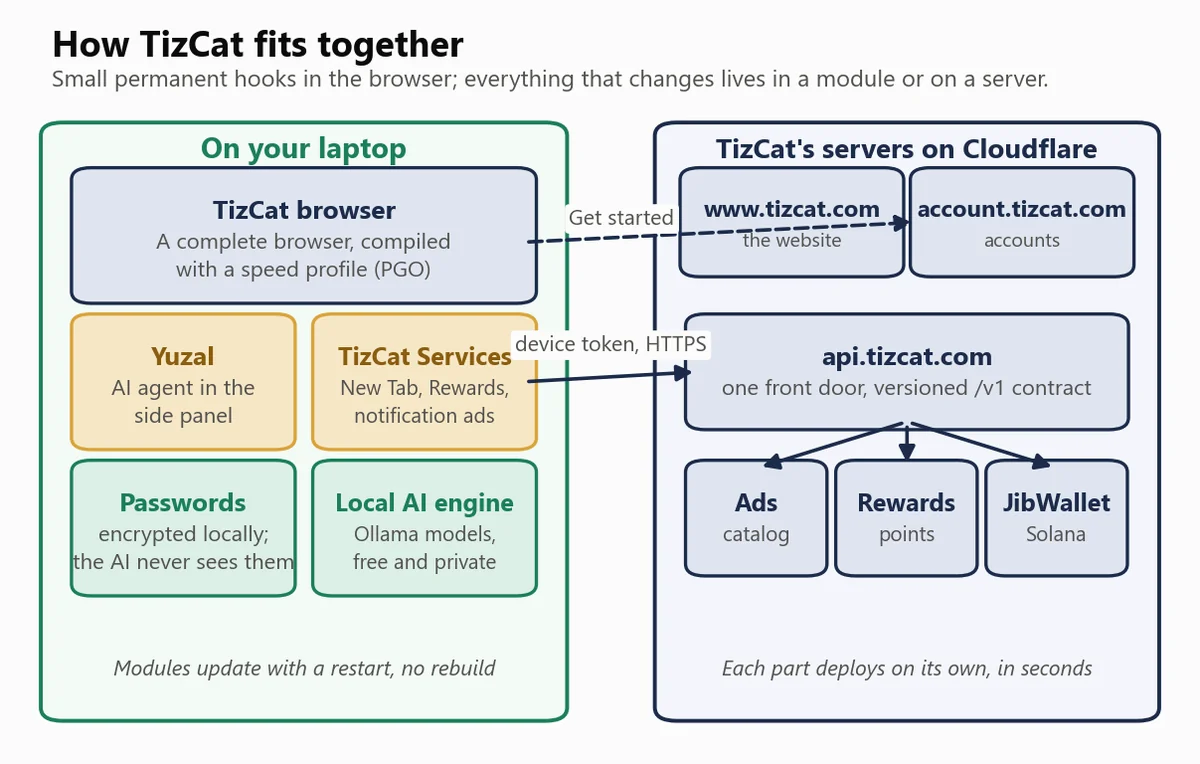 How TizCat fits together
Small permanent hooks in the browser; everything that changes lives in a module or on a server.
On your laptop
TizCat browser
A complete browser, compiled
with a speed profile (PGO)
Yuzal
AI agent in the
side panel
TizCat Services
New Tab, Rewards,
notification ads
Passwords
encrypted locally;
the AI never sees them
Local AI engine
Ollama models,
free and private
Modules update with a restart, no rebuild
Get started
device token, HTTPS
TizCat's servers on Cloudflare
www.tizcat.com
the website
account.tizcat.com
accounts
api.tizcat.com
one front door, versioned /v1 contract
Ads
catalog
Rewards
points
JibWallet
Solana
Each part deploys on its own, in seconds